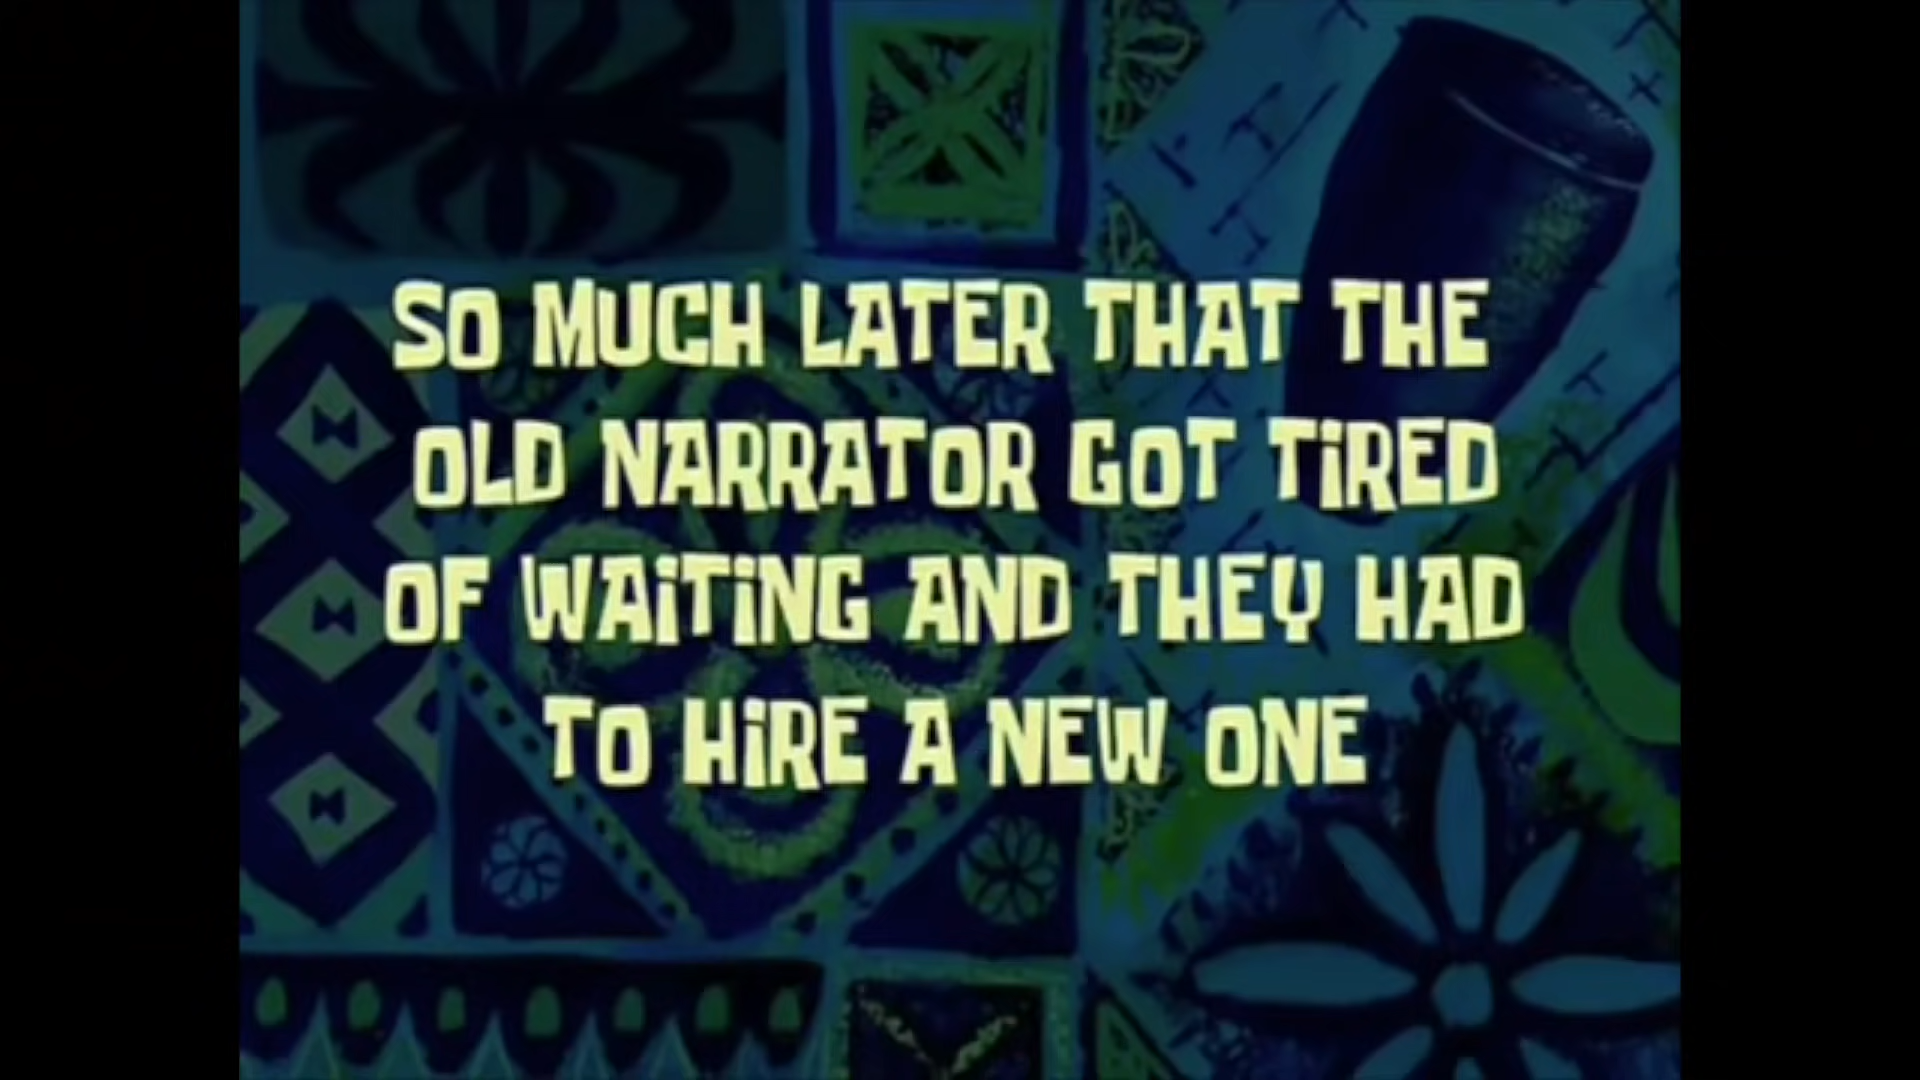 SO MUCH LATER THAT THE
OLD NARRATOR GOT TiRED
OF WAiTiNG AND THEY HAD
TO HiRE A NEW ONE